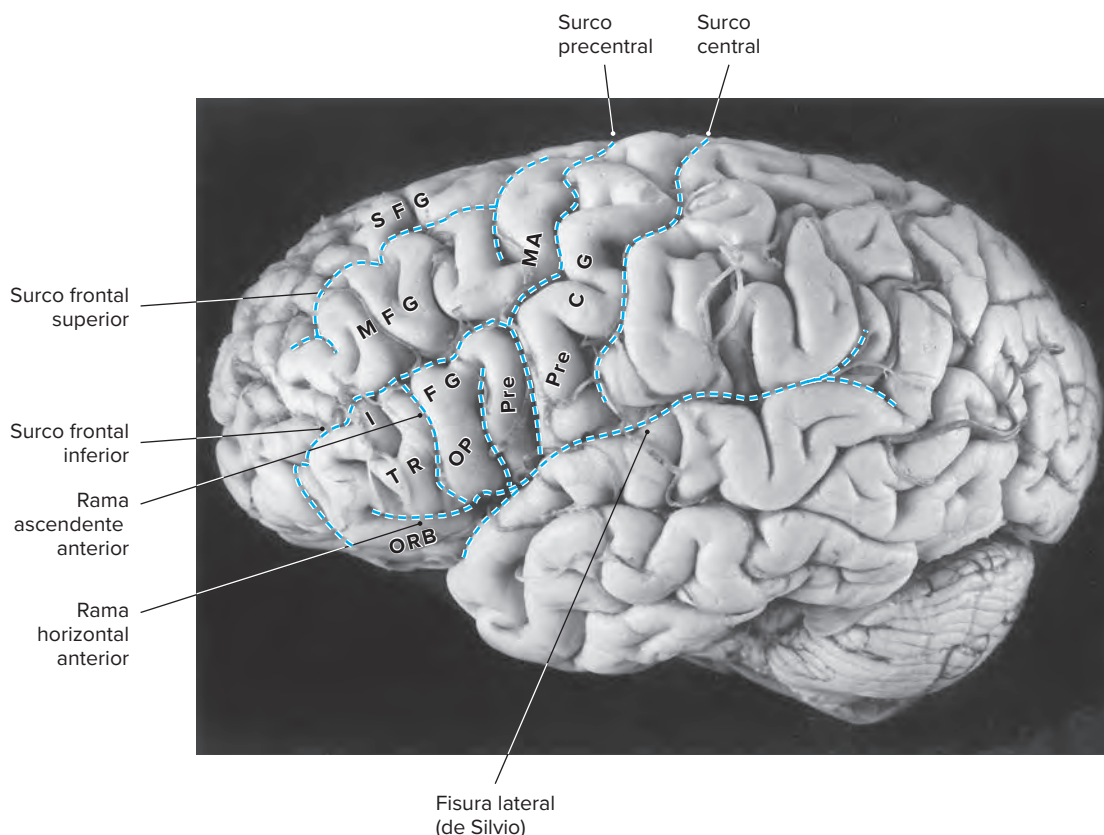 Surco
precentral
Surco
central
S F G
MA
G
Surco frontal
superior
M F G
C
Pre
F G
Pre
I
Surco frontal
inferior
OP
T R
Rama
ascendente
anterior
ORB
Rama
horizontal
anterior
Fisura lateral
(de Silvio)